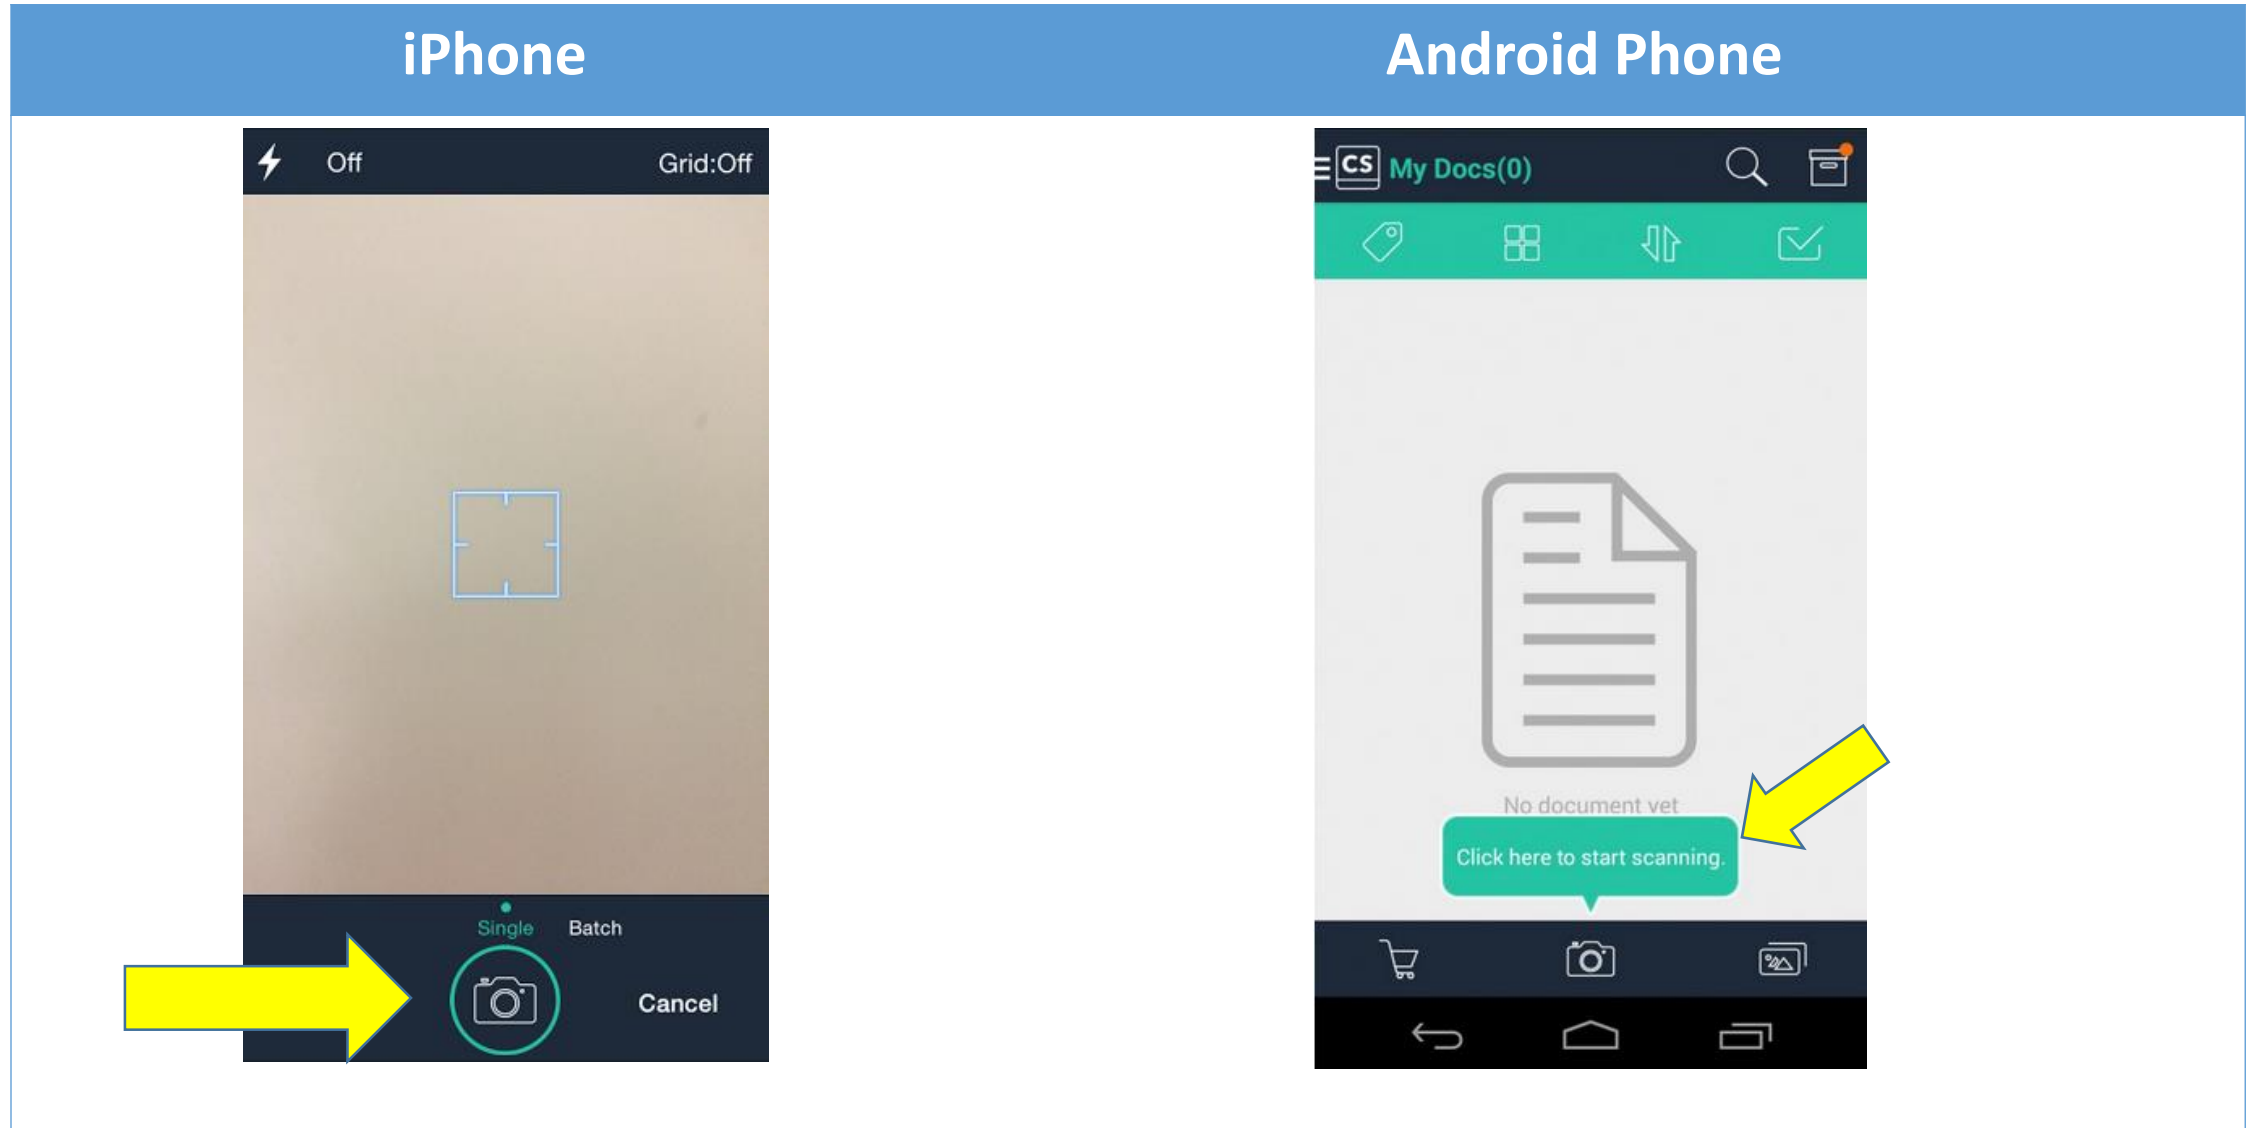 iPhone
Android Phone
Off
Grid:Off
Single
Batch
Cancel
CS My Docs(0)
No document yet
Click here to start scanning.